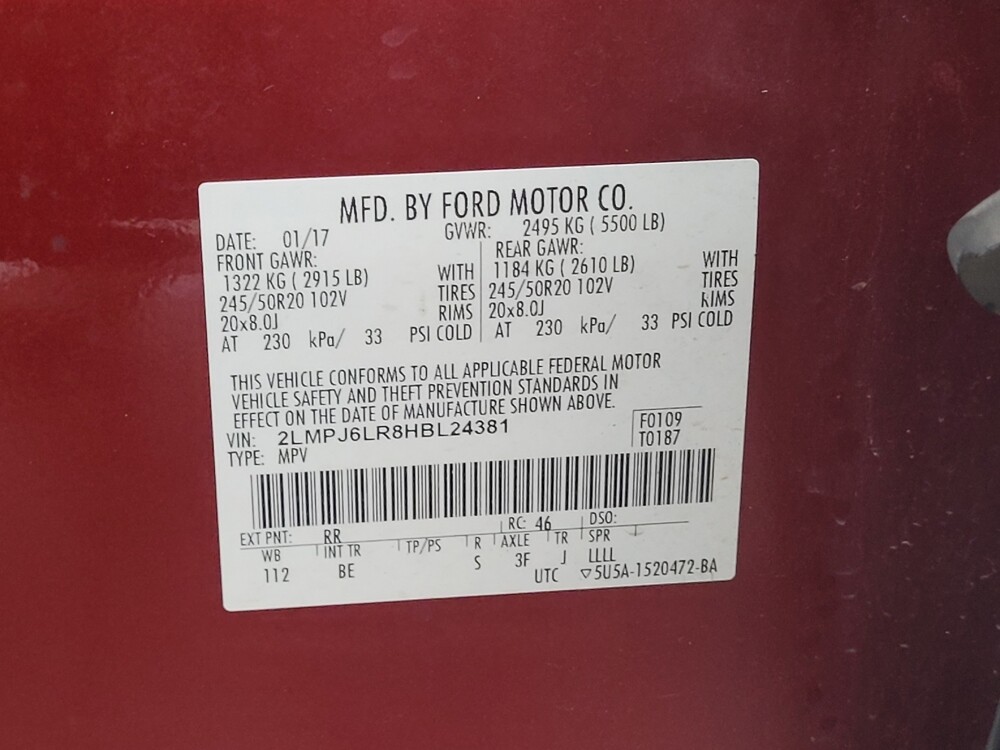 MFD. BY FORD MOTOR CO.
DATE: 01/17 GVWR: 2495 KG ( 5500 LB)
FRONT GAWR: REAR GAWR:
1322 KG ( 2915 LB) WITH 1184 KG ( 2610 LB) WITH
245/50R20 102V TIRES 245/50R20 102V TIRES
20x8.0J RIMS 20x8.0J RIMS
AT 230 kPa/ 33 PSI COLD AT 230 kPa/ 33 PSI COLD
THIS VEHICLE CONFORMS TO ALL APPLICABLE FEDERAL MOTOR
VEHICLE SAFETY AND THEFT PREVENTION STANDARDS IN
EFFECT ON THE DATE OF MANUFACTURE SHOWN ABOVE.
VIN: 2LMPJ6LR8HBL24381 F0109
TYPE: MPV T0187
EXT PNT: RR RC: 46 DSO:
WB INT TR TP/PS R AXLE TR SPR
112 BE S 3F J LLLL
UTC ▽5U5A-1520472-BA